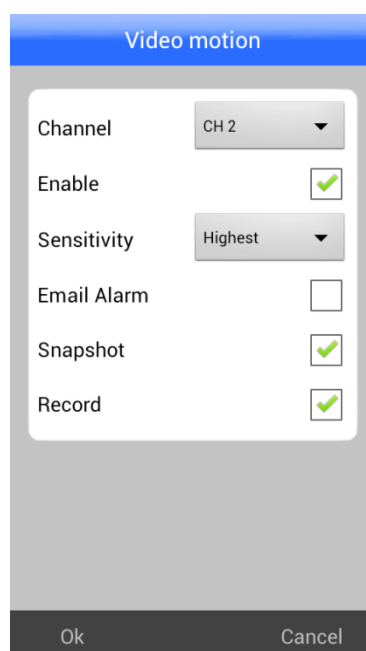 Video motion
Channel CH 2
Enable
Sensitivity Highest
Email Alarm
Snapshot
Record
Ok Cancel